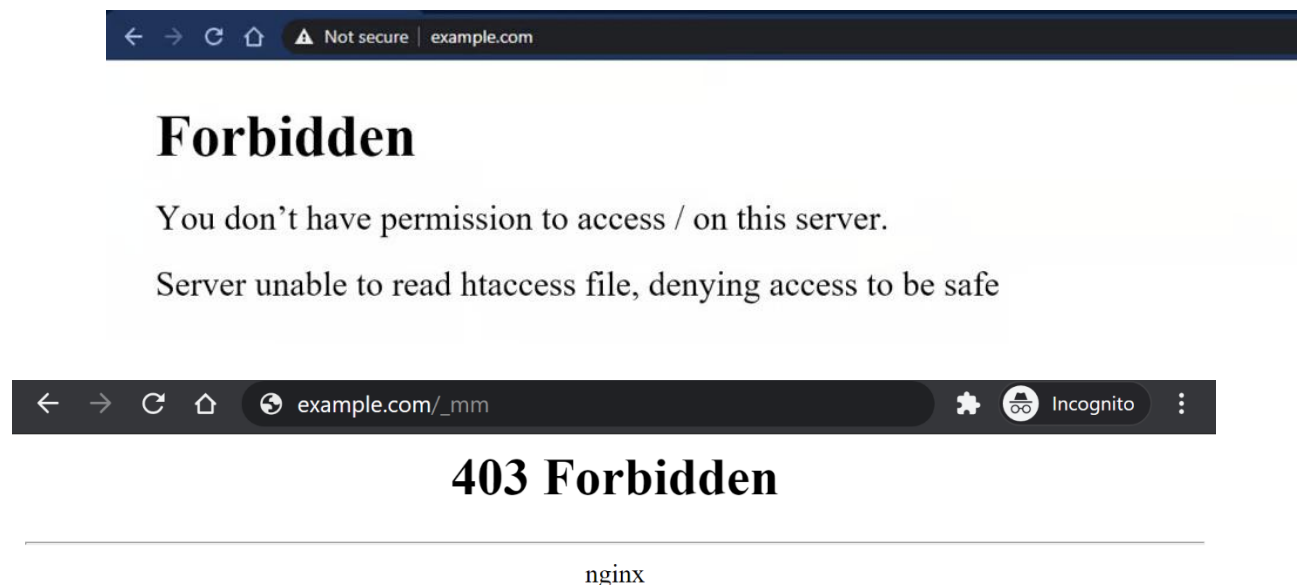 Not secure | example.com
Forbidden
You don’t have permission to access / on this server.
Server unable to read htaccess file, denying access to be safe
example.com/_mm Incognito
403 Forbidden
nginx